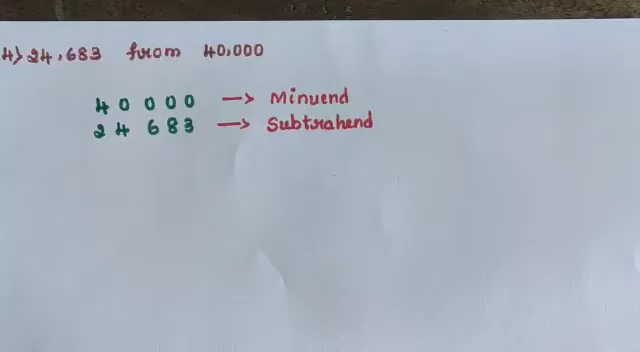 4) 24,683 from 40,000
4 0 0 0 0 → Minuend
2 4 6 8 3 → Subtrahend